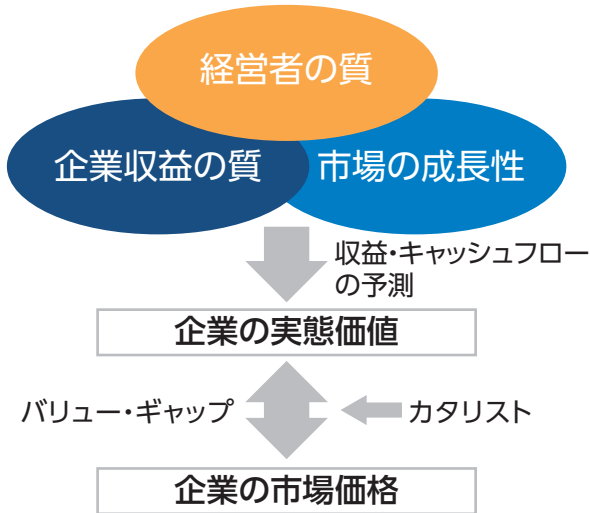 経営者の質
企業収益の質
市場の成長性
収益・キャッシュフロー
の予測
企業の実態価値
バリュー・ギャップ
カタリスト
企業の市場価格